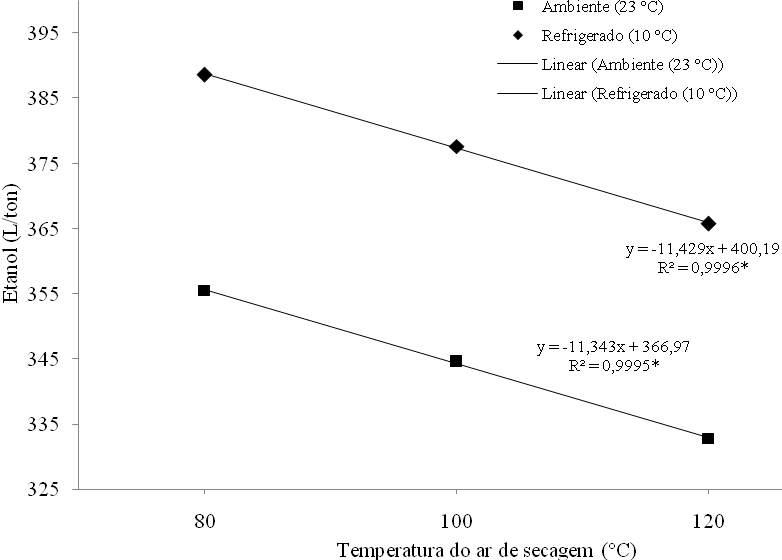 Ambiente (23 °C)
Refrigerado (10 °C)
Linear (Ambiente (23 °C))
Linear (Refrigerado (10 °C))
395
385
375
365
355
345
335
325
Etanol (L/ton)
y = -11,429x + 400,19
R² = 0,9996*
y = -11,343x + 366,97
R² = 0,9995*
80 100 120
Temperatura do ar de secagem (°C)